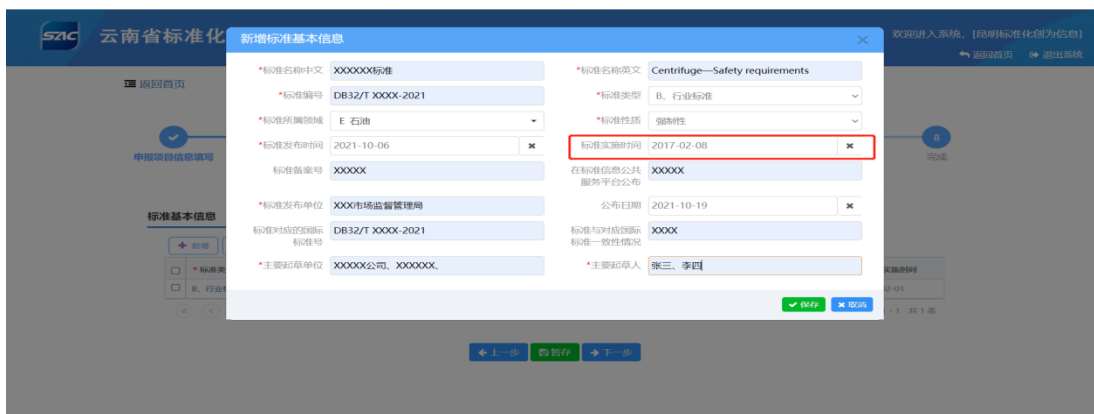 SAC 云南省标准化
欢迎进入系统, [昆明标准化创为信息]
返回首页 退出系统
返回首页
申报项目信息填写
8
完成
新增标准基本信息
*标准名称中文 XXXXXX标准 *标准名称英文 Centrifuge—Safety requirements
*标准编号 DB32/T XXXX-2021 *标准类型 B、行业标准
*标准所属领域 E 石油 *标准性质 强制性
*标准发布时间 2021-10-06 标准实施时间 2017-02-08
标准备案号 XXXXX 在标准信息公共 XXXXX
服务平台公布
*标准发布单位 XXX市场监督管理局 公布日期 2021-10-19
标准对应的国际 DB32/T XXXX-2021 标准与对应国际 XXXX
标准号 标准一致性情况
*主要起草单位 XXXXX公司、XXXXXX、 *主要起草人 张三、李四
保存 取消
标准基本信息
新增
*标准类 实施时间
B、行业 02-01
- 1 共 1 条
上一步 暂存 下一步